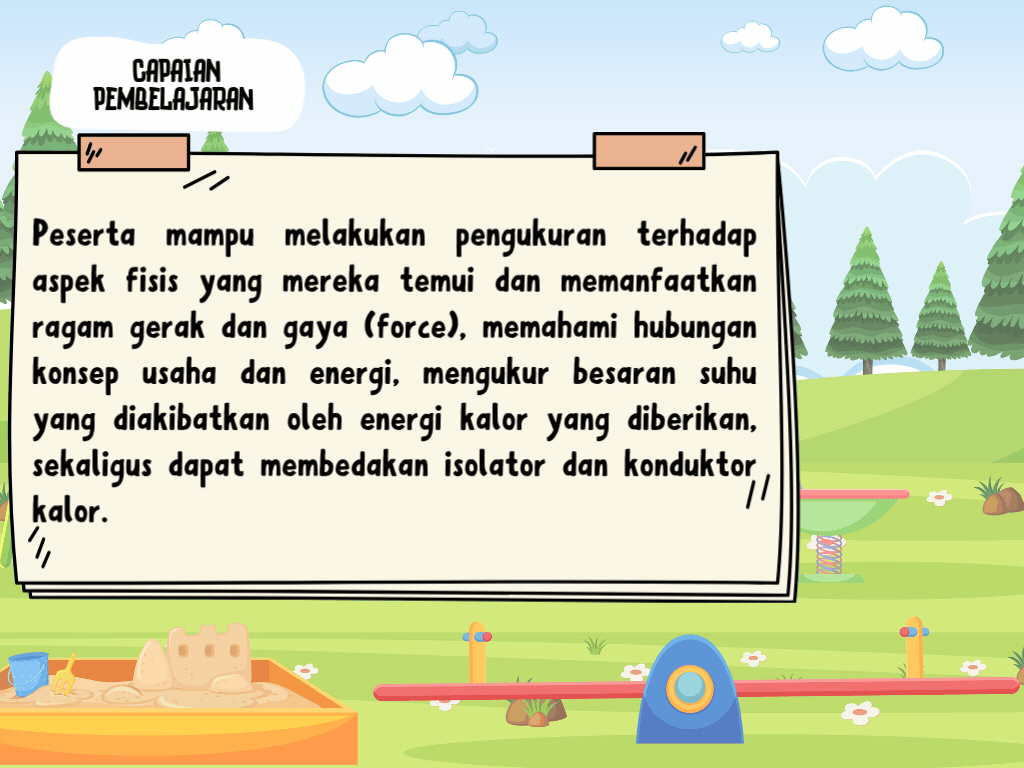 CAPAIAN
PEMBELAJARAN
Peserta mampu melakukan pengukuran terhadap
aspek fisis yang mereka temui dan memanfaatkan
ragam gerak dan gaya (force), memahami hubungan
konsep usaha dan energi, mengukur besaran suhu
yang diakibatkan oleh energi kalor yang diberikan,
sekaligus dapat membedakan isolator dan konduktor
kalor.